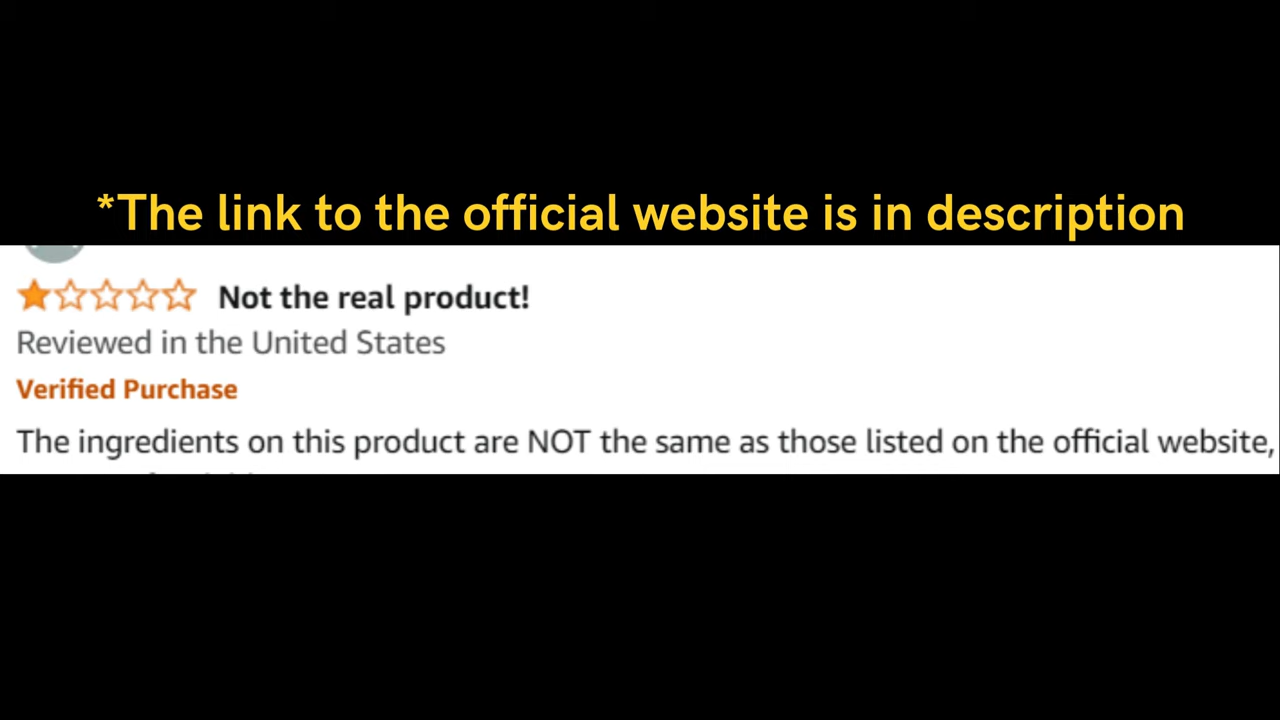 *The link to the official website is in description
Not the real product!
Reviewed in the United States
Verified Purchase
The ingredients on this product are NOT the same as those listed on the official website,